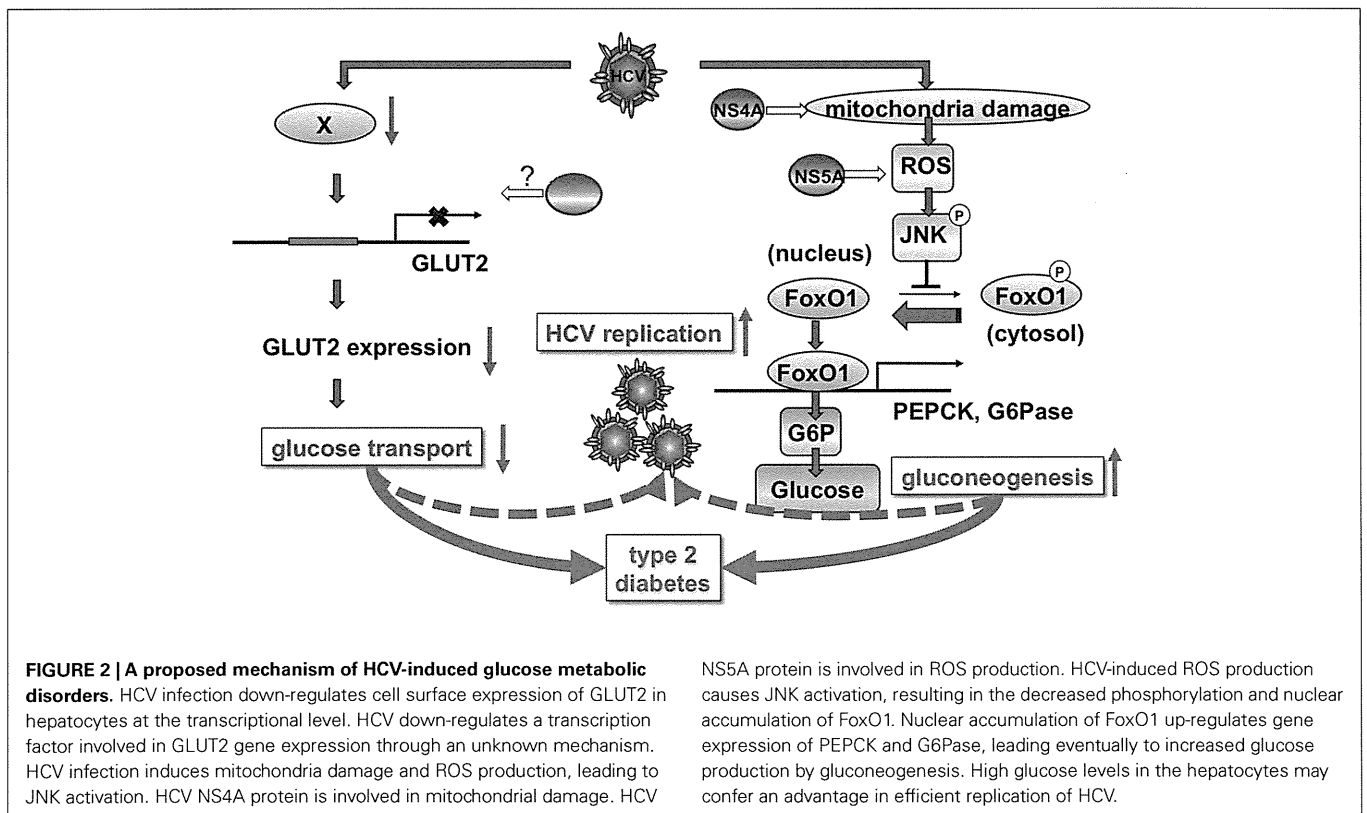 HCV
NS4A
mitochondria damage
X
NS5A
ROS
?
P
JNK
GLUT2
(nucleus)
FoxO1
P
FoxO1
(cytosol)
HCV replication
GLUT2 expression
FoxO1
PEPCK, G6Pase
G6P
glucose transport
gluconeogenesis
Glucose
type 2
diabetes
FIGURE 2 | A proposed mechanism of HCV-induced glucose metabolic
disorders. HCV infection down-regulates cell surface expression of GLUT2 in
hepatocytes at the transcriptional level. HCV down-regulates a transcription
factor involved in GLUT2 gene expression through an unknown mechanism.
HCV infection induces mitochondria damage and ROS production, leading to
JNK activation. HCV NS4A protein is involved in mitochondrial damage. HCV
NS5A protein is involved in ROS production. HCV-induced ROS production
causes JNK activation, resulting in the decreased phosphorylation and nuclear
accumulation of FoxO1. Nuclear accumulation of FoxO1 up-regulates gene
expression of PEPCK and G6Pase, leading eventually to increased glucose
production by gluconeogenesis. High glucose levels in the hepatocytes may
confer an advantage in efficient replication of HCV.